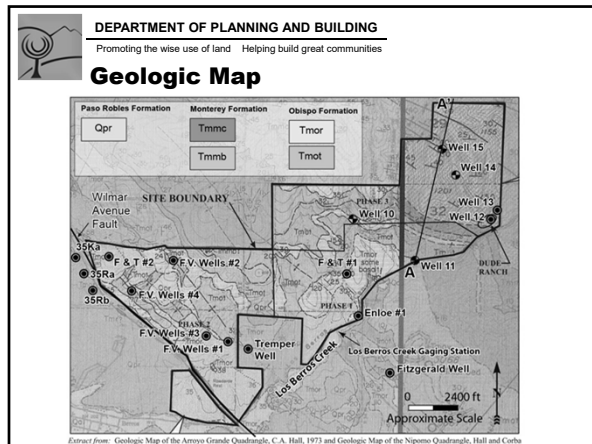 DEPARTMENT OF PLANNING AND BUILDING
Promoting the wise use of land Helping build great communities
Geologic Map
Paso Robles Formation
Monterey Formation
Obispo Formation
Qpr
Tmmc
Tmor
Tmmb
Tmot
A'
Well 15
Well 14
32
Wilmar
Avenue
Fault
SITE BOUNDARY
PHASE 3
Well 10
Well 13
Well 12
35Ka
F & T #2
F.V. Wells #2
F & T #1
Tmor
some
basalt
A
Well 11
DUDE
RANCH
35Ra
35Rb
F.V. Wells #4
PHASE 1
Enloe #1
PHASE 2
F.V. Wells #3
F.V. Wells #1
Tremper
Well
Los Berros Creek
Los Berros Creek Gaging Station
Fitzgerald Well
N
0 2400 ft
Approximate Scale
Extract from: Geologic Map of the Arroyo Grande Quadrangle, C.A. Hall, 1973 and Geologic Map of the Nipomo Quadrangle, Hall and Corba